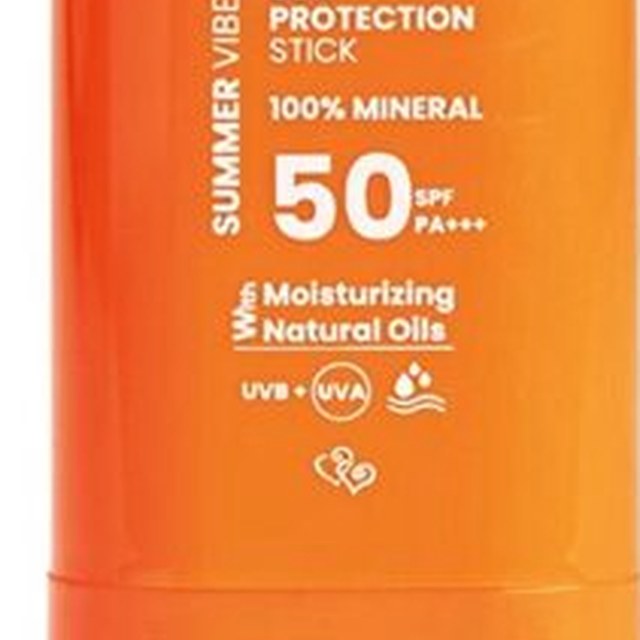 SUMMER VIBE
PROTECTION
STICK
100% MINERAL
50 SPF
PA+++
With Moisturizing
Natural Oils
UVB + UVA